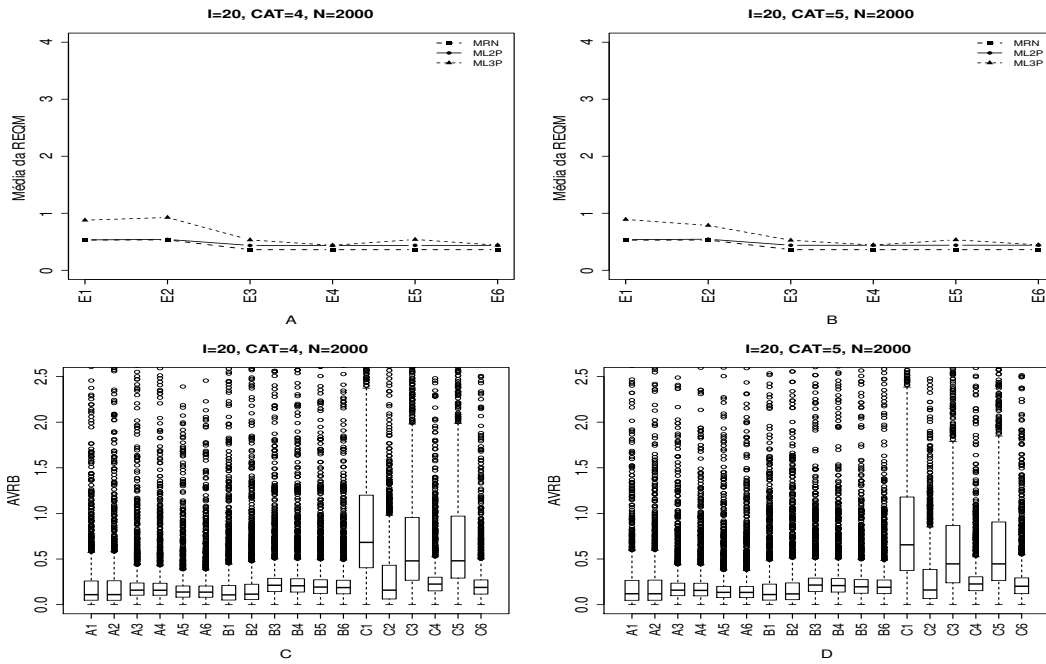 I=20, CAT=4, N=2000
MRN
ML2P
ML3P
Média da REQM
4
3
2
1
0
E1 E2 E3 E4 E5 E6
A
I=20, CAT=5, N=2000
MRN
ML2P
ML3P
Média da REQM
4
3
2
1
0
E1 E2 E3 E4 E5 E6
B
I=20, CAT=4, N=2000
AVRB
2.5
2.0
1.5
1.0
0.5
0.0
A1 A2 A3 A4 A5 A6 B1 B2 B3 B4 B5 B6 C1 C2 C3 C4 C5 C6
C
I=20, CAT=5, N=2000
AVRB
2.5
2.0
1.5
1.0
0.5
0.0
A1 A2 A3 A4 A5 A6 B1 B2 B3 B4 B5 B6 C1 C2 C3 C4 C5 C6
D